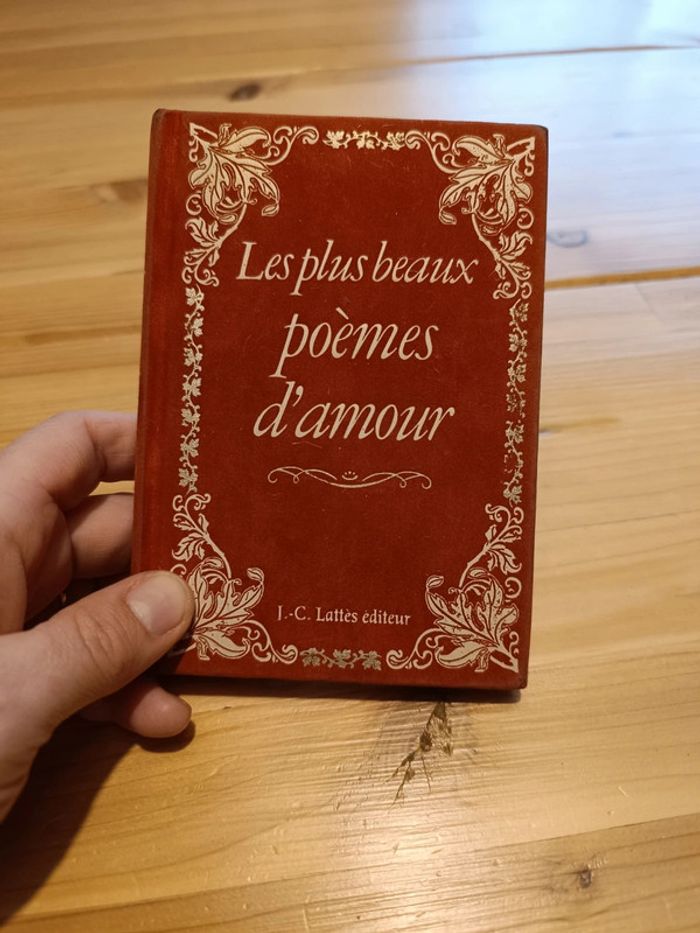 Les plus beaux
poèmes
d'amour
J.-C. Lattès éditeur